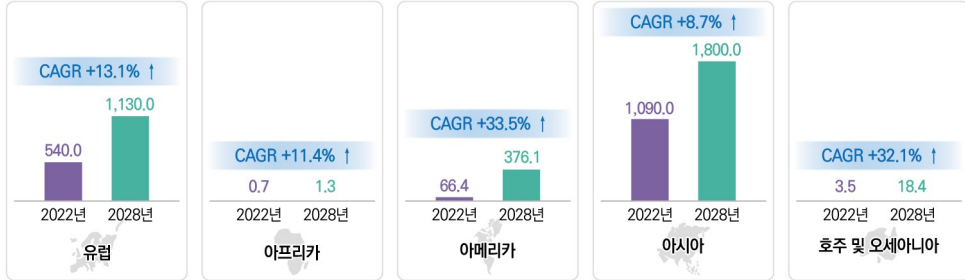 CAGR +13.1% ↑
540.0
1,130.0
2022년 2028년
유럽
CAGR +11.4% ↑
0.7 1.3
2022년 2028년
아프리카
CAGR +33.5% ↑
66.4
376.1
2022년 2028년
아메리카
CAGR +8.7% ↑
1,090.0
1,800.0
2022년 2028년
아시아
CAGR +32.1% ↑
3.5 18.4
2022년 2028년
호주 및 오세아니아